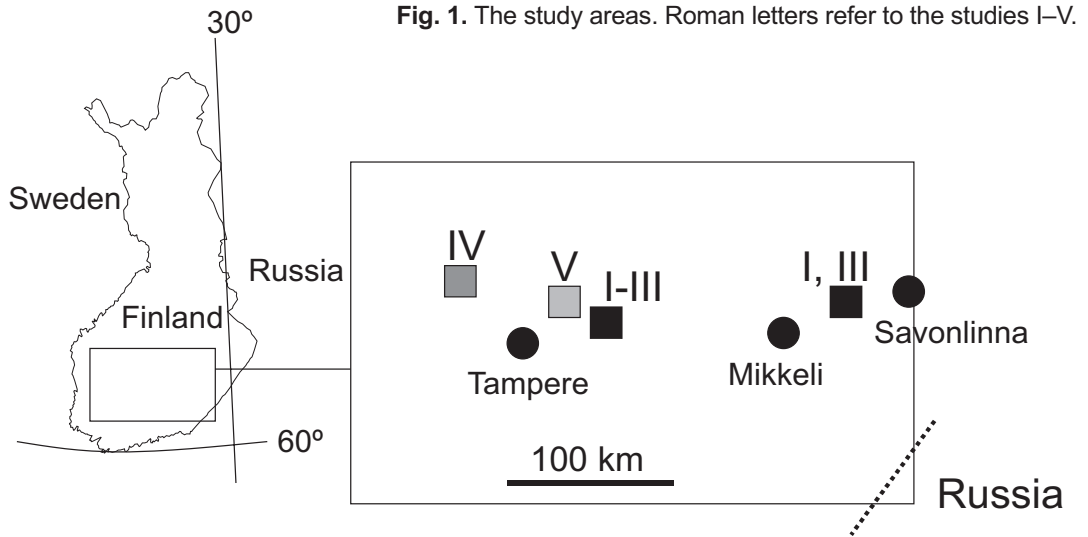 Fig. 1. The study areas. Roman letters refer to the studies I–V.
30º
Sweden
Russia
Finland
60º
IV
V
I-III
I, III
Tampere
Mikkeli
Savonlinna
100 km
Russia